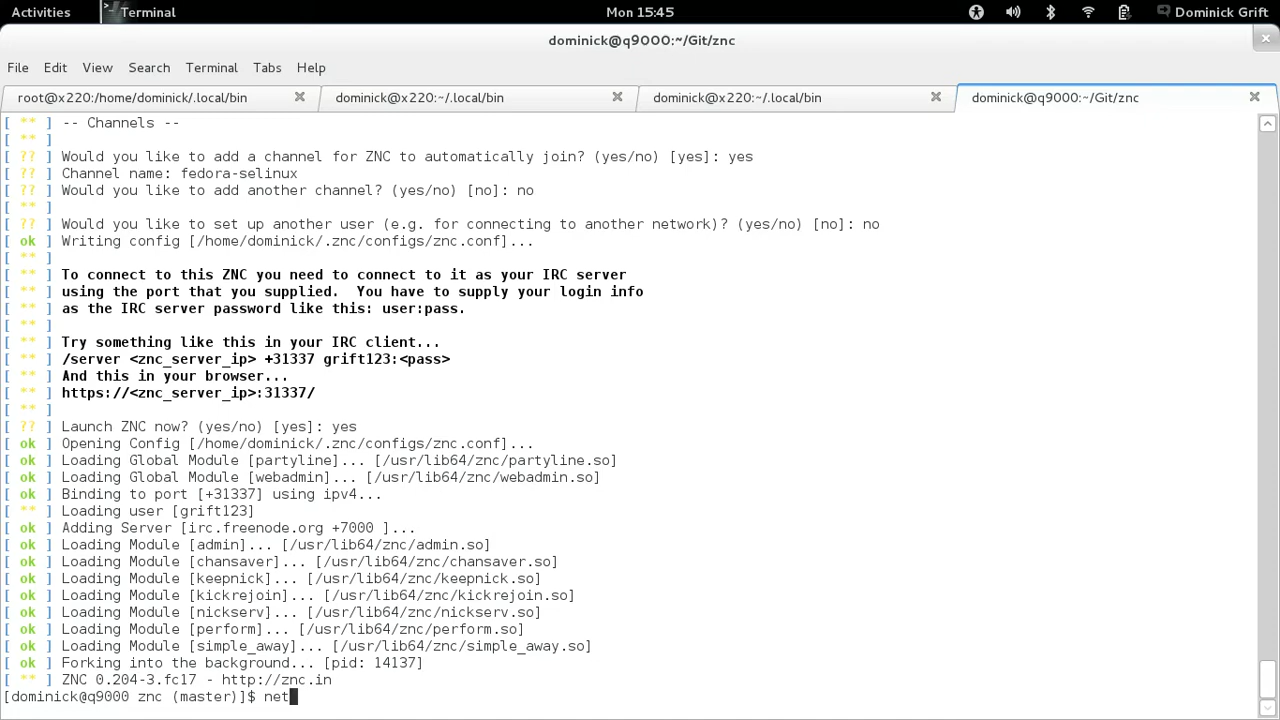 Activities Terminal Mon 15:45 Dominick Grift
dominick@q9000:~/Git/znc
File Edit View Search Terminal Tabs Help
root@x220:/home/dominick/.local/bin dominick@x220:~/.local/bin dominick@x220:~/.local/bin dominick@q9000:~/Git/znc
[ ** ] -- Channels --
[ ** ]
[ ?? ] Would you like to add a channel for ZNC to automatically join? (yes/no) [yes]: yes
[ ?? ] Channel name: fedora-selinux
[ ?? ] Would you like to add another channel? (yes/no) [no]: no
[ ** ]
[ ?? ] Would you like to set up another user (e.g. for connecting to another network)? (yes/no) [no]: no
[ ok ] Writing config [/home/dominick/.znc/configs/znc.conf]...
[ ** ]
[ ** ] To connect to this ZNC you need to connect to it as your IRC server
[ ** ] using the port that you supplied.  You have to supply your login info
[ ** ] as the IRC server password like this: user:pass.
[ ** ]
[ ** ] Try something like this in your IRC client...
[ ** ] /server <znc_server_ip> +31337 grift123:<pass>
[ ** ] And this in your browser...
[ ** ] https://<znc_server_ip>:31337/
[ ** ]
[ ?? ] Launch ZNC now? (yes/no) [yes]: yes
[ ok ] Opening Config [/home/dominick/.znc/configs/znc.conf]...
[ ok ] Loading Global Module [partyline]... [/usr/lib64/znc/partyline.so]
[ ok ] Loading Global Module [webadmin]... [/usr/lib64/znc/webadmin.so]
[ ok ] Binding to port [+31337] using ipv4...
[ ** ] Loading user [grift123]
[ ok ] Adding Server [irc.freenode.org +7000 ]...
[ ok ] Loading Module [admin]... [/usr/lib64/znc/admin.so]
[ ok ] Loading Module [chansaver]... [/usr/lib64/znc/chansaver.so]
[ ok ] Loading Module [keepnick]... [/usr/lib64/znc/keepnick.so]
[ ok ] Loading Module [kickrejoin]... [/usr/lib64/znc/kickrejoin.so]
[ ok ] Loading Module [nickserv]... [/usr/lib64/znc/nickserv.so]
[ ok ] Loading Module [perform]... [/usr/lib64/znc/perform.so]
[ ok ] Loading Module [simple_away]... [/usr/lib64/znc/simple_away.so]
[ ok ] Forking into the background... [pid: 14137]
[ ** ] ZNC 0.204-3.fc17 - http://znc.in
[dominick@q9000 znc (master)]$ net